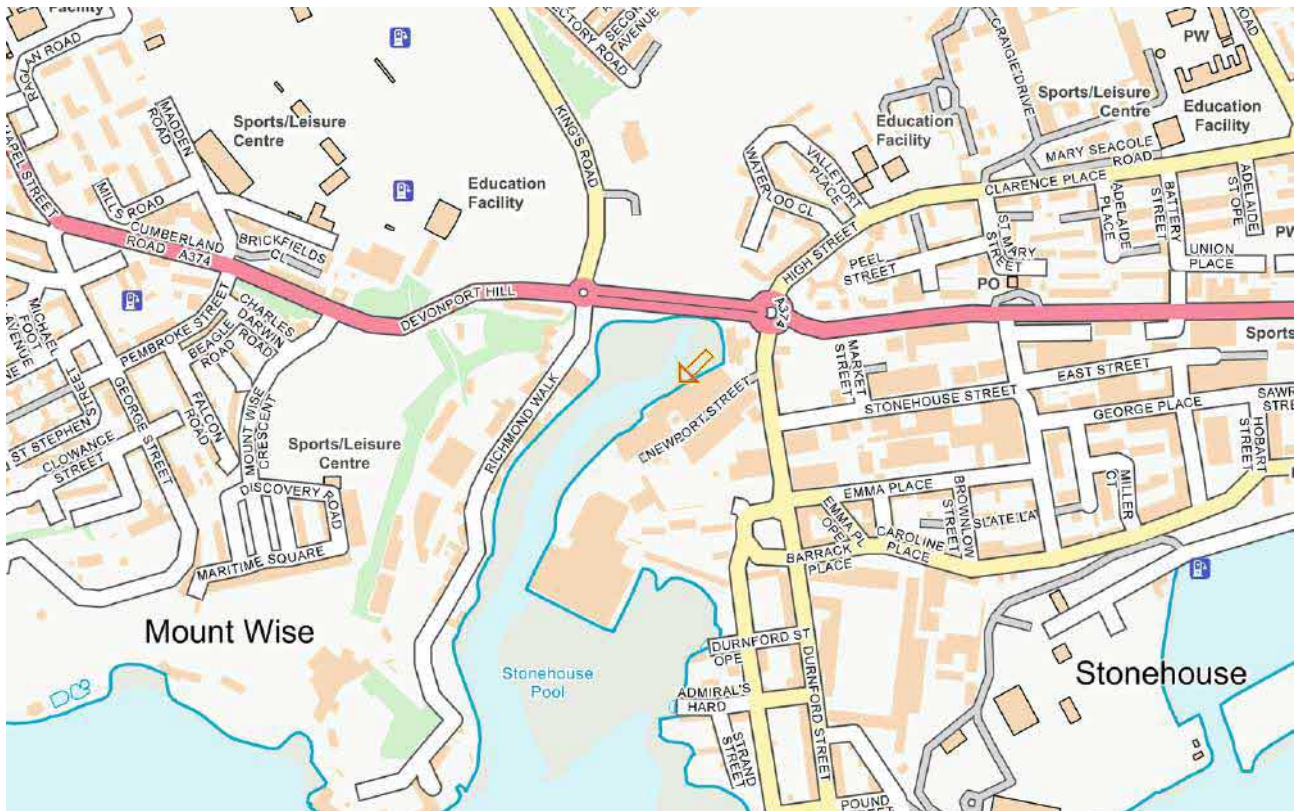 Facility
RAGLAN ROAD
CHAPEL STREET
MADDEN
ROAD
MILLS ROAD
Sports/Leisure
Centre
CUMBERLAND
ROAD A374
BRICKFIELDS
CL
Education
Facility
KING'S ROAD
SECOND
AVENUE
RECTORY ROAD
DEVONPORT HILL
MICHAEL
FOOT
AVENUE
PEMBROKE STREET
CHARLES
DARWIN
ROAD
BEAGLE
ROAD
FALCON
ROAD
GEORGE STREET
ST STEPHEN
STREET
CLOWANCE
STREET
MOUNT WISE
CRESCENT
Sports/Leisure
Centre
DISCOVERY ROAD
MARITIME SQUARE
Mount Wise
RICHMOND WALK
Stonehouse
Pool
NEWPORT STREET
WATER
LOO CL
VALLETORT
PLACE
Education
Facility
CRAIGIE DRIVE
Sports/Leisure
Centre
PW
ROAD
Education
Facility
MARY SEACOLE
ROAD
CLARENCE PLACE
HIGH STREET
PEEL
STREET
ST MARY
STREET
ADELAIDE
PLACE
BATTERY
STREET
ADELAIDE
ST OPE
UNION
PLACE
PW
PO
A374
MARKET
STREET
Sports
STONEHOUSE STREET
EAST STREET
GEORGE PLACE
HOBART
STREET
EMMA PLACE
EMMA PL
OPE
CAROLINE
PLACE
BROWNLOW
STREET
SLATE LA
MILLER
CT
BARRACK
PLACE
DURNFORD ST
OPE
DURNFORD STREET
ADMIRAL'S
HARD
STRAND
STREET
POUND
STREET
Stonehouse